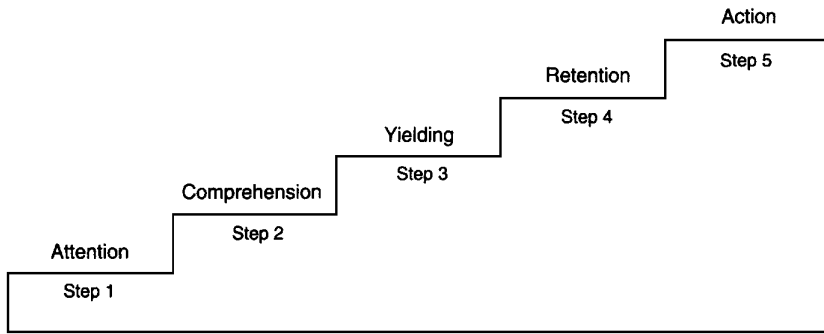 Action
Step 5
Retention
Step 4
Yielding
Step 3
Comprehension
Step 2
Attention
Step 1